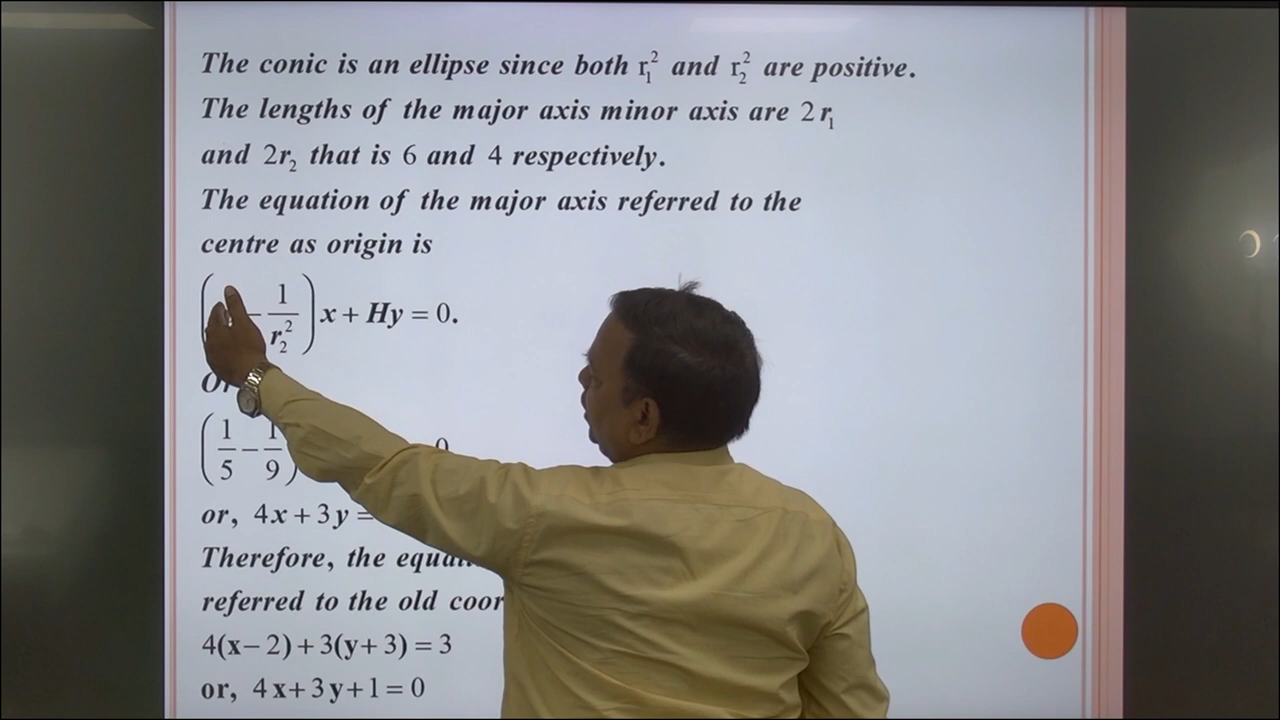 The conic is an ellipse since both r₁² and r₂² are positive.
The lengths of the major axis minor axis are 2r₁
and 2r₂ that is 6 and 4 respectively.
The equation of the major axis referred to the
centre as origin is
( − 1/r₂²) x + Hy = 0.
(1/5 − 1/9) 0
or, 4x + 3y =
Therefore, the
referred to the old
4(x − 2) + 3(y + 3) = 3
or, 4x + 3y + 1 = 0